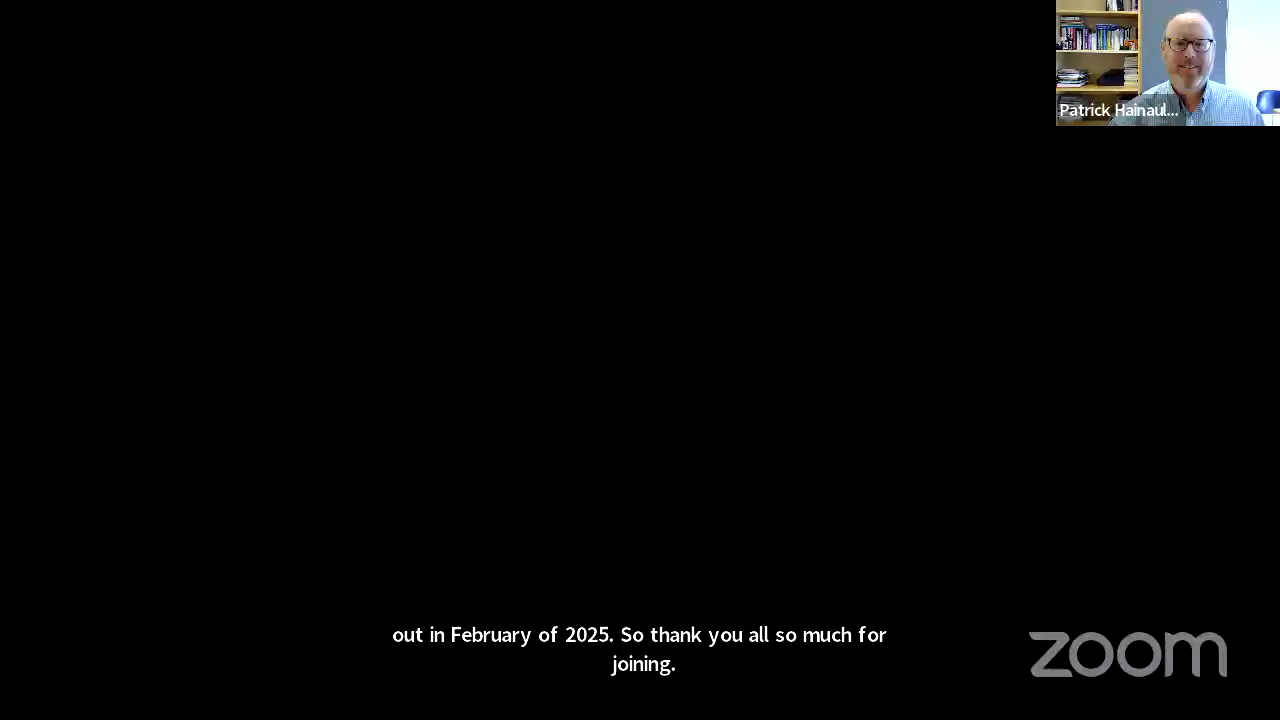 Patrick Hainaul...
out in February of 2025. So thank you all so much for
joining.
zoom